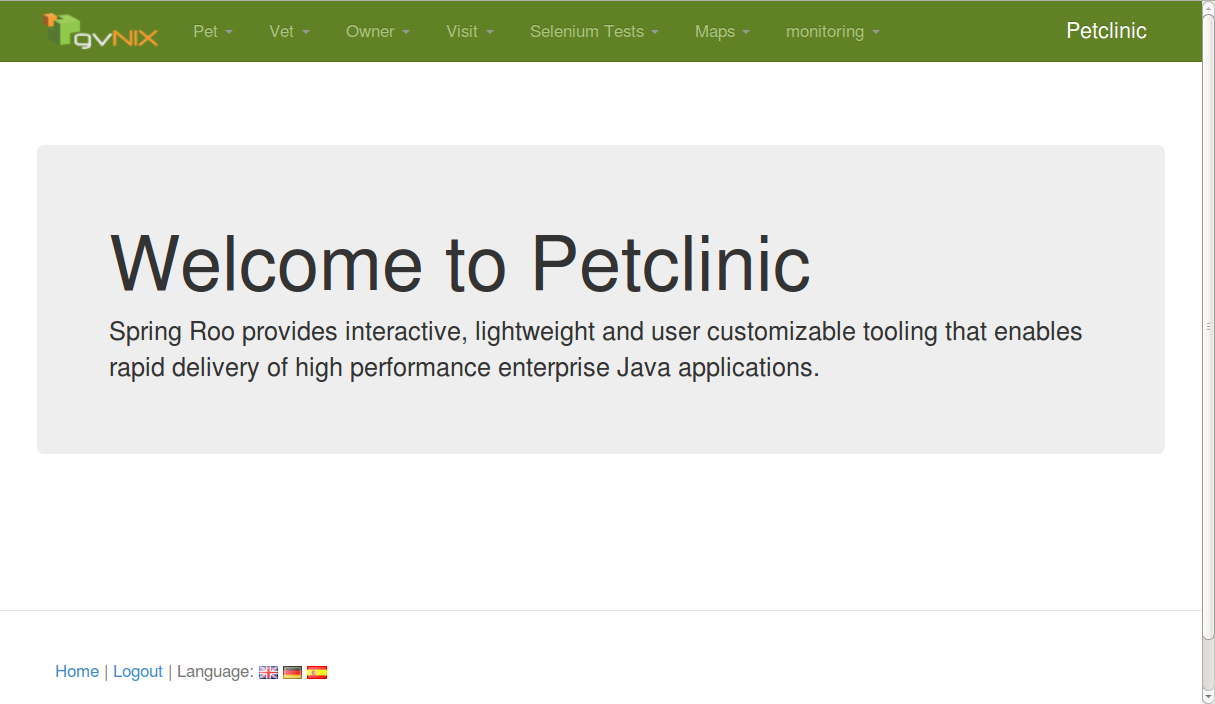 gvNIX Pet Vet Owner Visit Selenium Tests Maps monitoring Petclinic
Welcome to Petclinic
Spring Roo provides interactive, lightweight and user customizable tooling that enables
rapid delivery of high performance enterprise Java applications.
Home | Logout | Language: